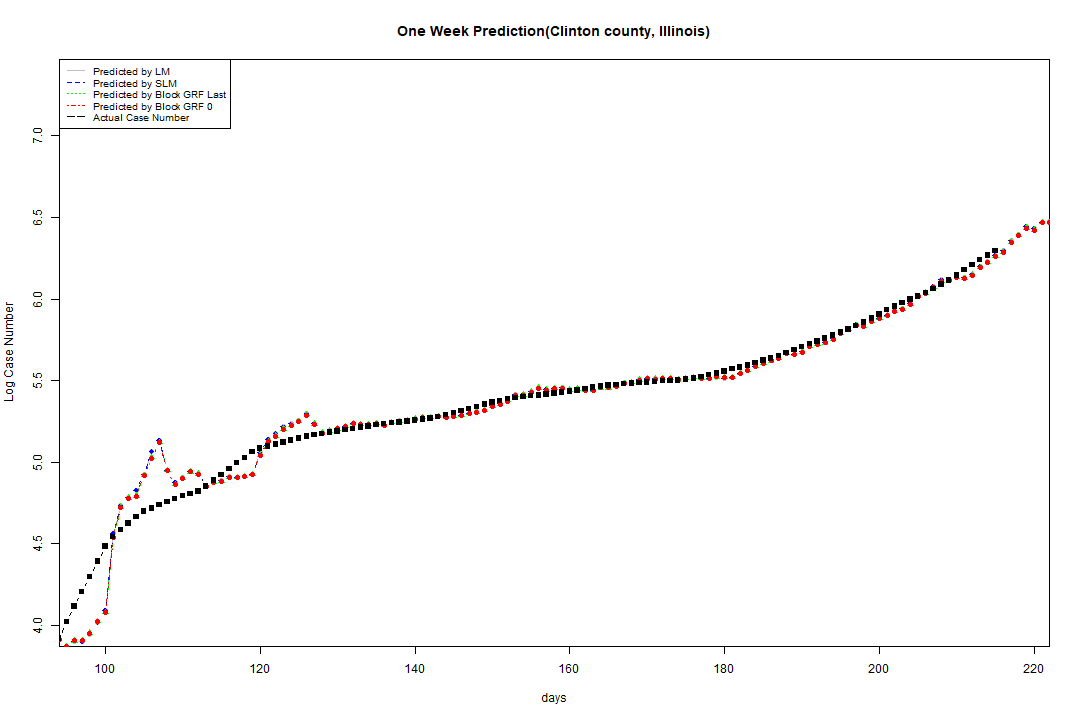 One Week Prediction(Clinton county, Illinois)
Predicted by LM
Predicted by SLM
Predicted by Block GRF Last
Predicted by Block GRF 0
Actual Case Number
7.0
6.5
6.0
5.5
5.0
4.5
4.0
Log Case Number
100 120 140 160 180 200 220
days